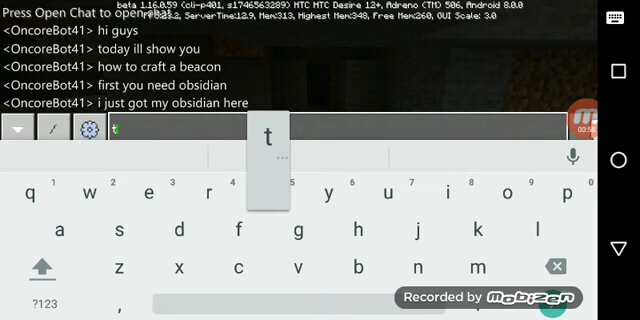 Press Open Chat to open chat
beta 1.16.0.59 (cli-p401, s1746563289) HTC HTC Desire 12+, Adreno (TM) 506, Android 8.0.0
ServerTime:12.9, Mem:313, Highest Mem:348, Free Mem:260, GUI Scale: 3.0
<OncoreBot41> hi guys
<OncoreBot41> today ill show you
<OncoreBot41> how to craft a beacon
<OncoreBot41> first you need obsidian
<OncoreBot41> i just got my obsidian here
/ t
00:58
t
...
1 2 3 4 5 6 7 8 9 0
q w e r y u i o p
a s d f g h j k l
z x c v b n m
?123 , .
Recorded by Mobizen